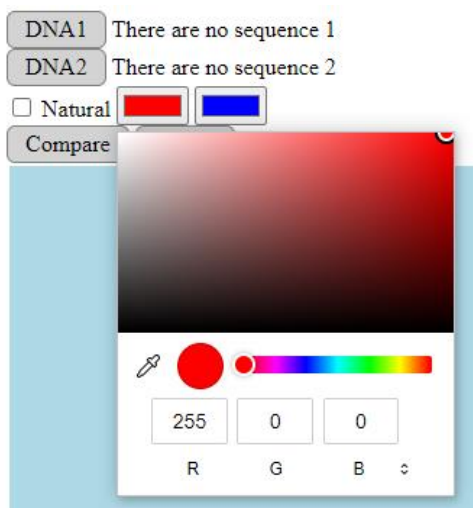 DNA1 There are no sequence 1
DNA2 There are no sequence 2
Natural
Compare
255 0 0
R G B